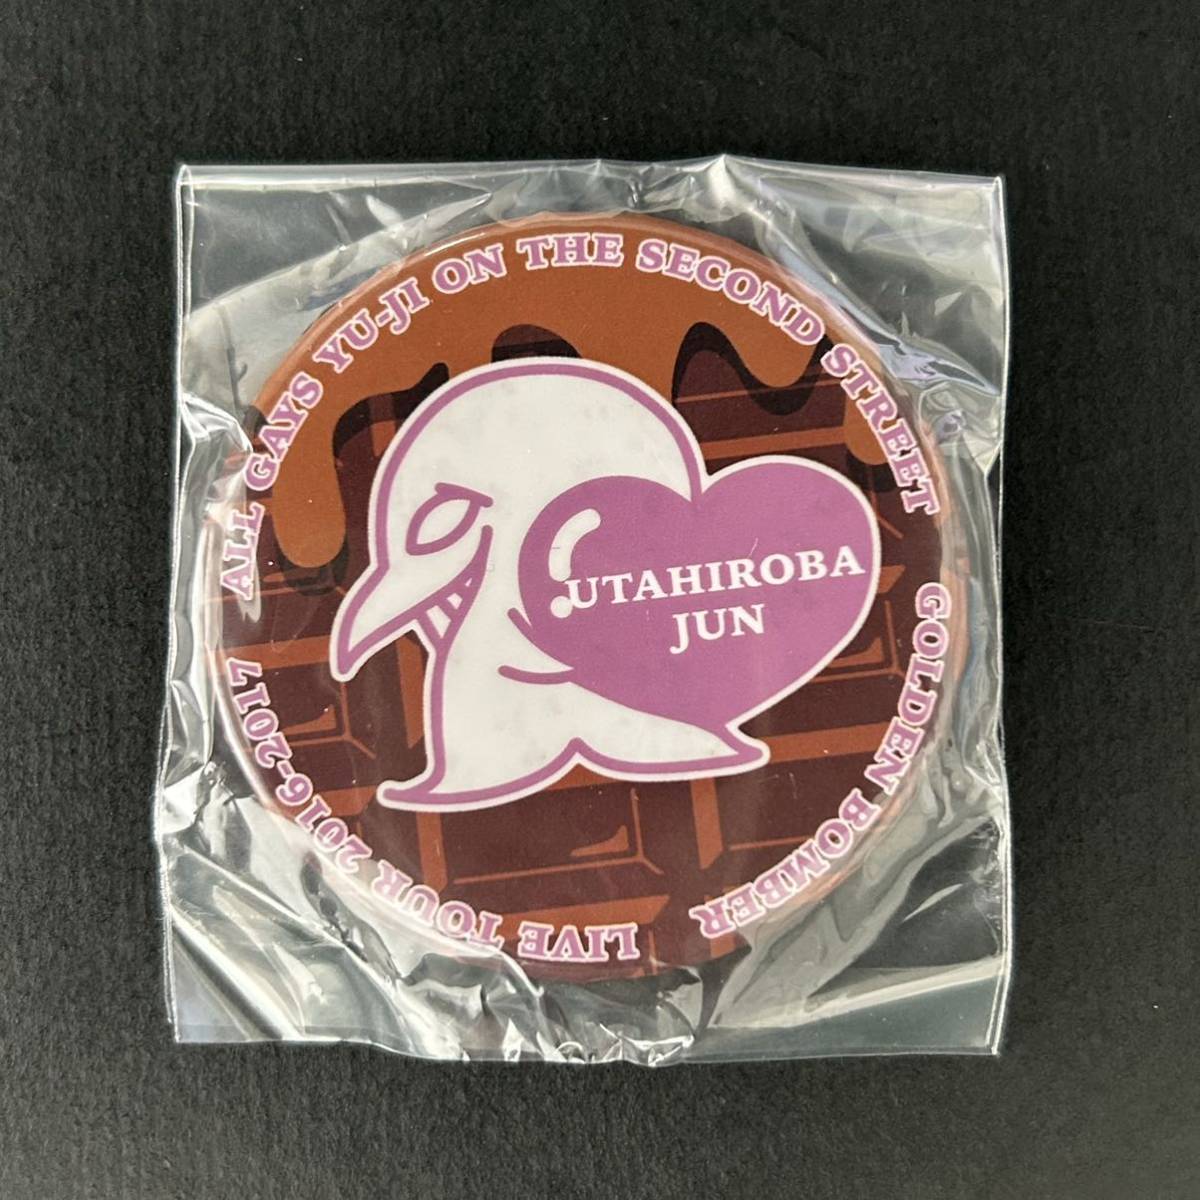 ALL GAYS YU-JI ON THE SECOND STREET
UTAHIROBA
JUN
GOLDEN BOMBER
LIVE TOUR 2016-2017